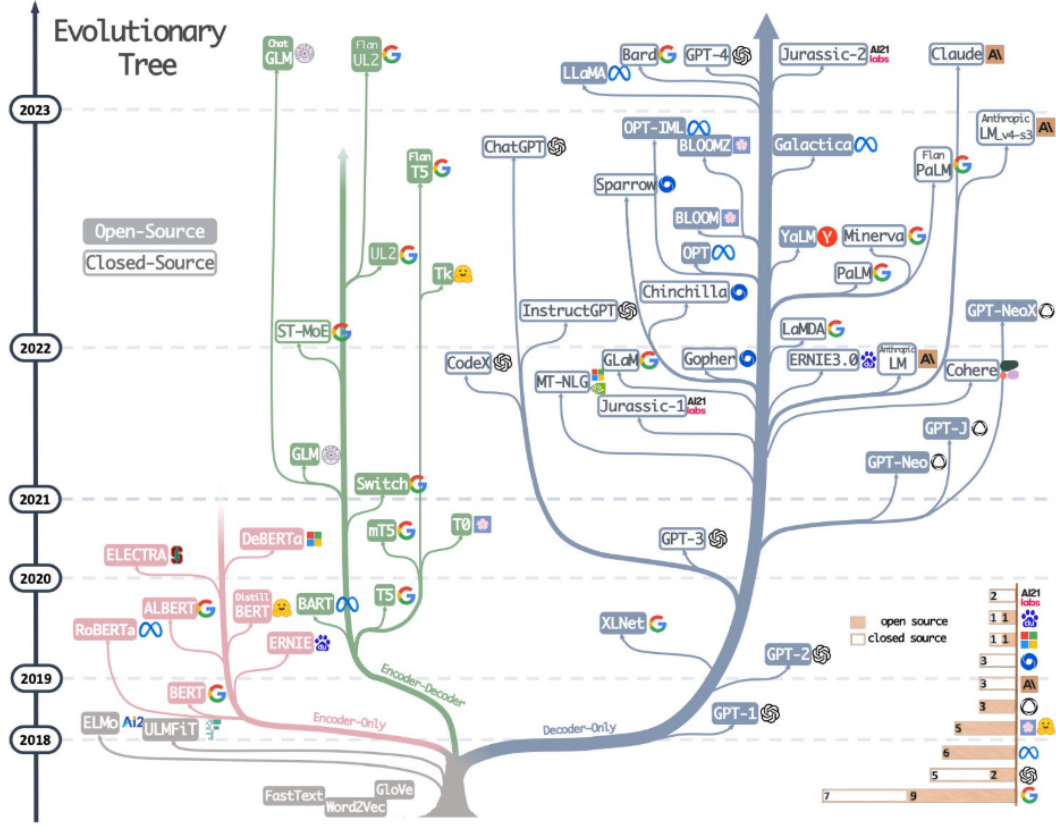 Evolutionary
Tree
2023
2022
2021
2020
2019
2018
Open-Source
Closed-Source
Chat
GLM
Flan
UL2
G
Flan
T5
G
UL2
G
Tk
ST-MoE
G
GLM
Switch
G
mT5
G
T0
BART
T5
G
Encoder-Decoder
DeBERTa
ELECTRA
S
ALBERT
G
Distill
BERT
RoBERTa
ERNIE
du
BERT
G
Encoder-Only
ELMo
Ai2
ULMFiT
FastText
Word2Vec
GloVe
Bard
G
GPT-4
Jurassic-2
AI21
labs
Claude
A\
LLaMA
Anthropic
LM_v4-s3
A\
OPT-IML
BLOOMZ
Galactica
ChatGPT
Flan
PaLM
G
Sparrow
BLOOM
YaLM
Y
Minerva
G
OPT
PaLM
G
Chinchilla
InstructGPT
GPT-NeoX
LaMDA
G
CodeX
GLaM
G
Gopher
ERNIE3.0
du
Anthropic
LM
A\
Cohere
MT-NLG
Jurassic-1
AI21
labs
GPT-J
GPT-Neo
GPT-3
XLNet
G
GPT-2
GPT-1
Decoder-Only
open source
closed source
2
AI21
labs
1 1
du
1 1
3
3
A\
3
5
6
5 2
7 9
G